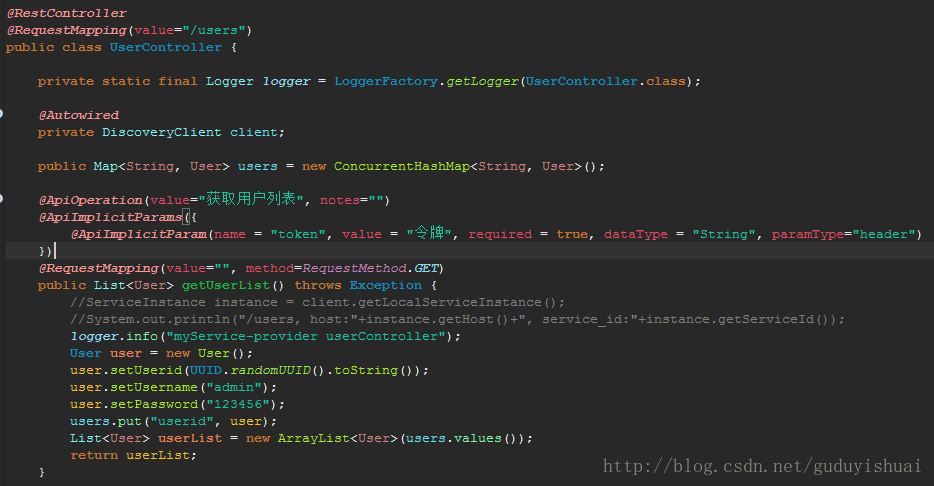 @RestController
@RequestMapping(value="/users")
public class UserController {
private static final Logger logger = LoggerFactory.getLogger(UserController.class);
@Autowired
private DiscoveryClient client;
public Map<String, User> users = new ConcurrentHashMap<String, User>();
@ApiOperation(value="获取用户列表", notes="")
@ApiImplicitParams({
@ApiImplicitParam(name = "token", value = "令牌", required = true, dataType = "String", paramType="header")
})
@RequestMapping(value="", method=RequestMethod.GET)
public List<User> getUserList() throws Exception {
//ServiceInstance instance = client.getLocalServiceInstance();
//System.out.println("/users, host:"+instance.getHost()+", service_id:"+instance.getServiceId());
logger.info("myService-provider userController");
User user = new User();
user.setUserid(UUID.randomUUID().toString());
user.setUsername("admin");
user.setPassword("123456");
users.put("userid", user);
List<User> userList = new ArrayList<User>(users.values());
return userList;
}
http://blog.csdn.net/guduyishuai